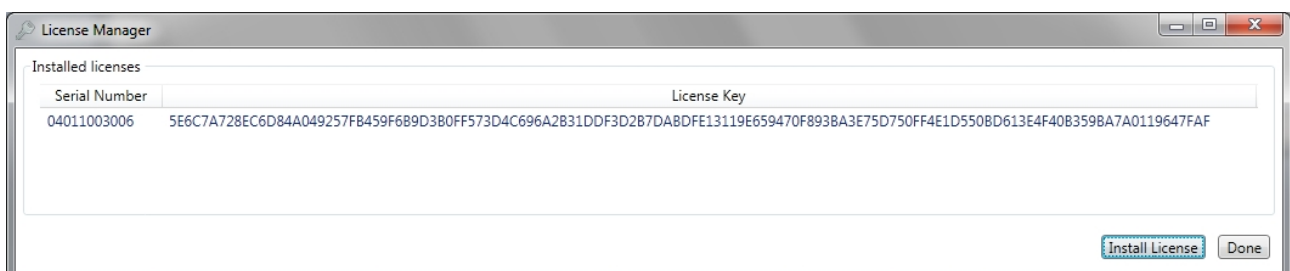 License Manager
Installed licenses
Serial Number License Key
04011003006 5E6C7A728EC6D84A049257FB459F6B9D3B0FF573D4C696A2B31DDF3D2B7DABDFE13119E659470F893BA3E75D750FF4E1D550BD613E4F40B359BA7A0119647FAF
Install License Done